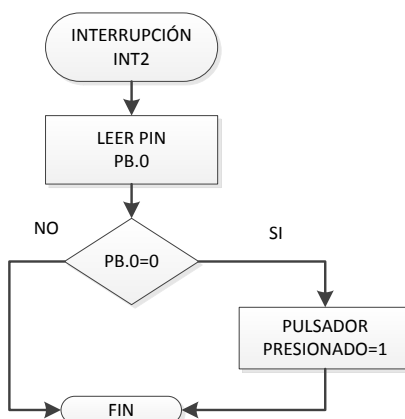 INTERRUPCIÓN
INT2
LEER PIN
PB.0
NO
SI
PB.0=0
PULSADOR
PRESIONADO=1
FIN